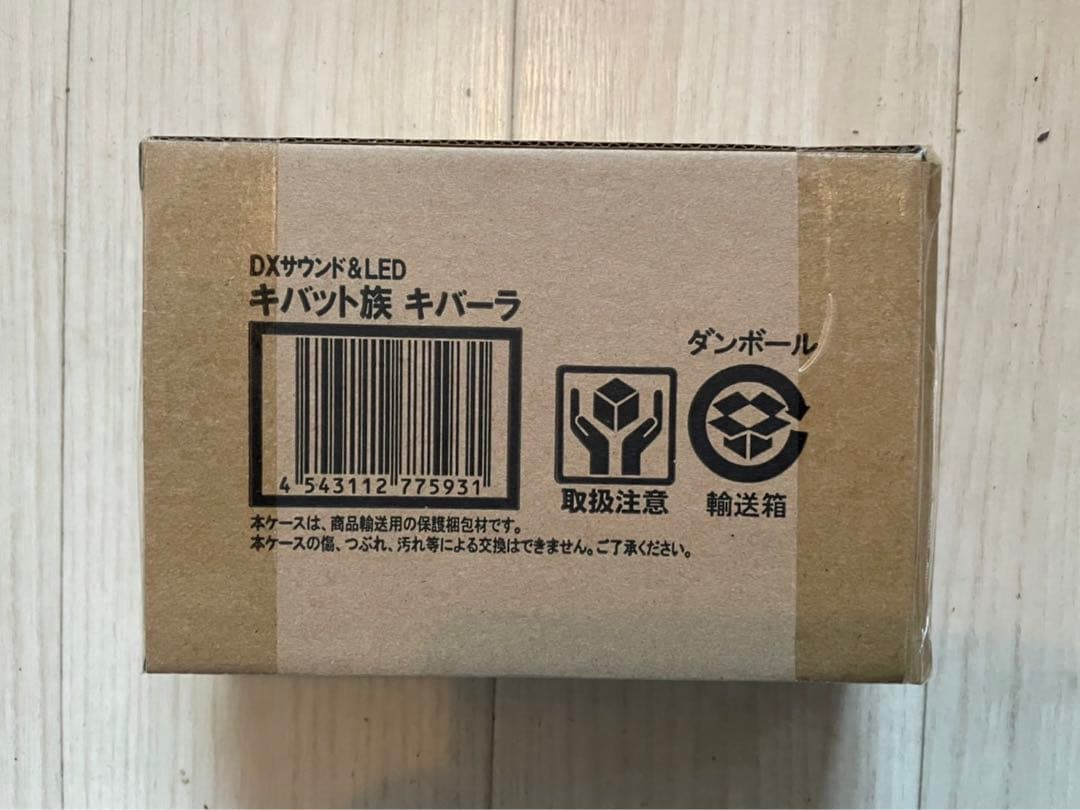 DXサウンド&LED
キバット族 キバーラ
4 543112 775931
本ケースは、商品輸送用の保護梱包材です。
本ケースの傷、つぶれ、汚れ等による交換はできません。ご了承ください。
取扱注意
ダンボール
輸送箱